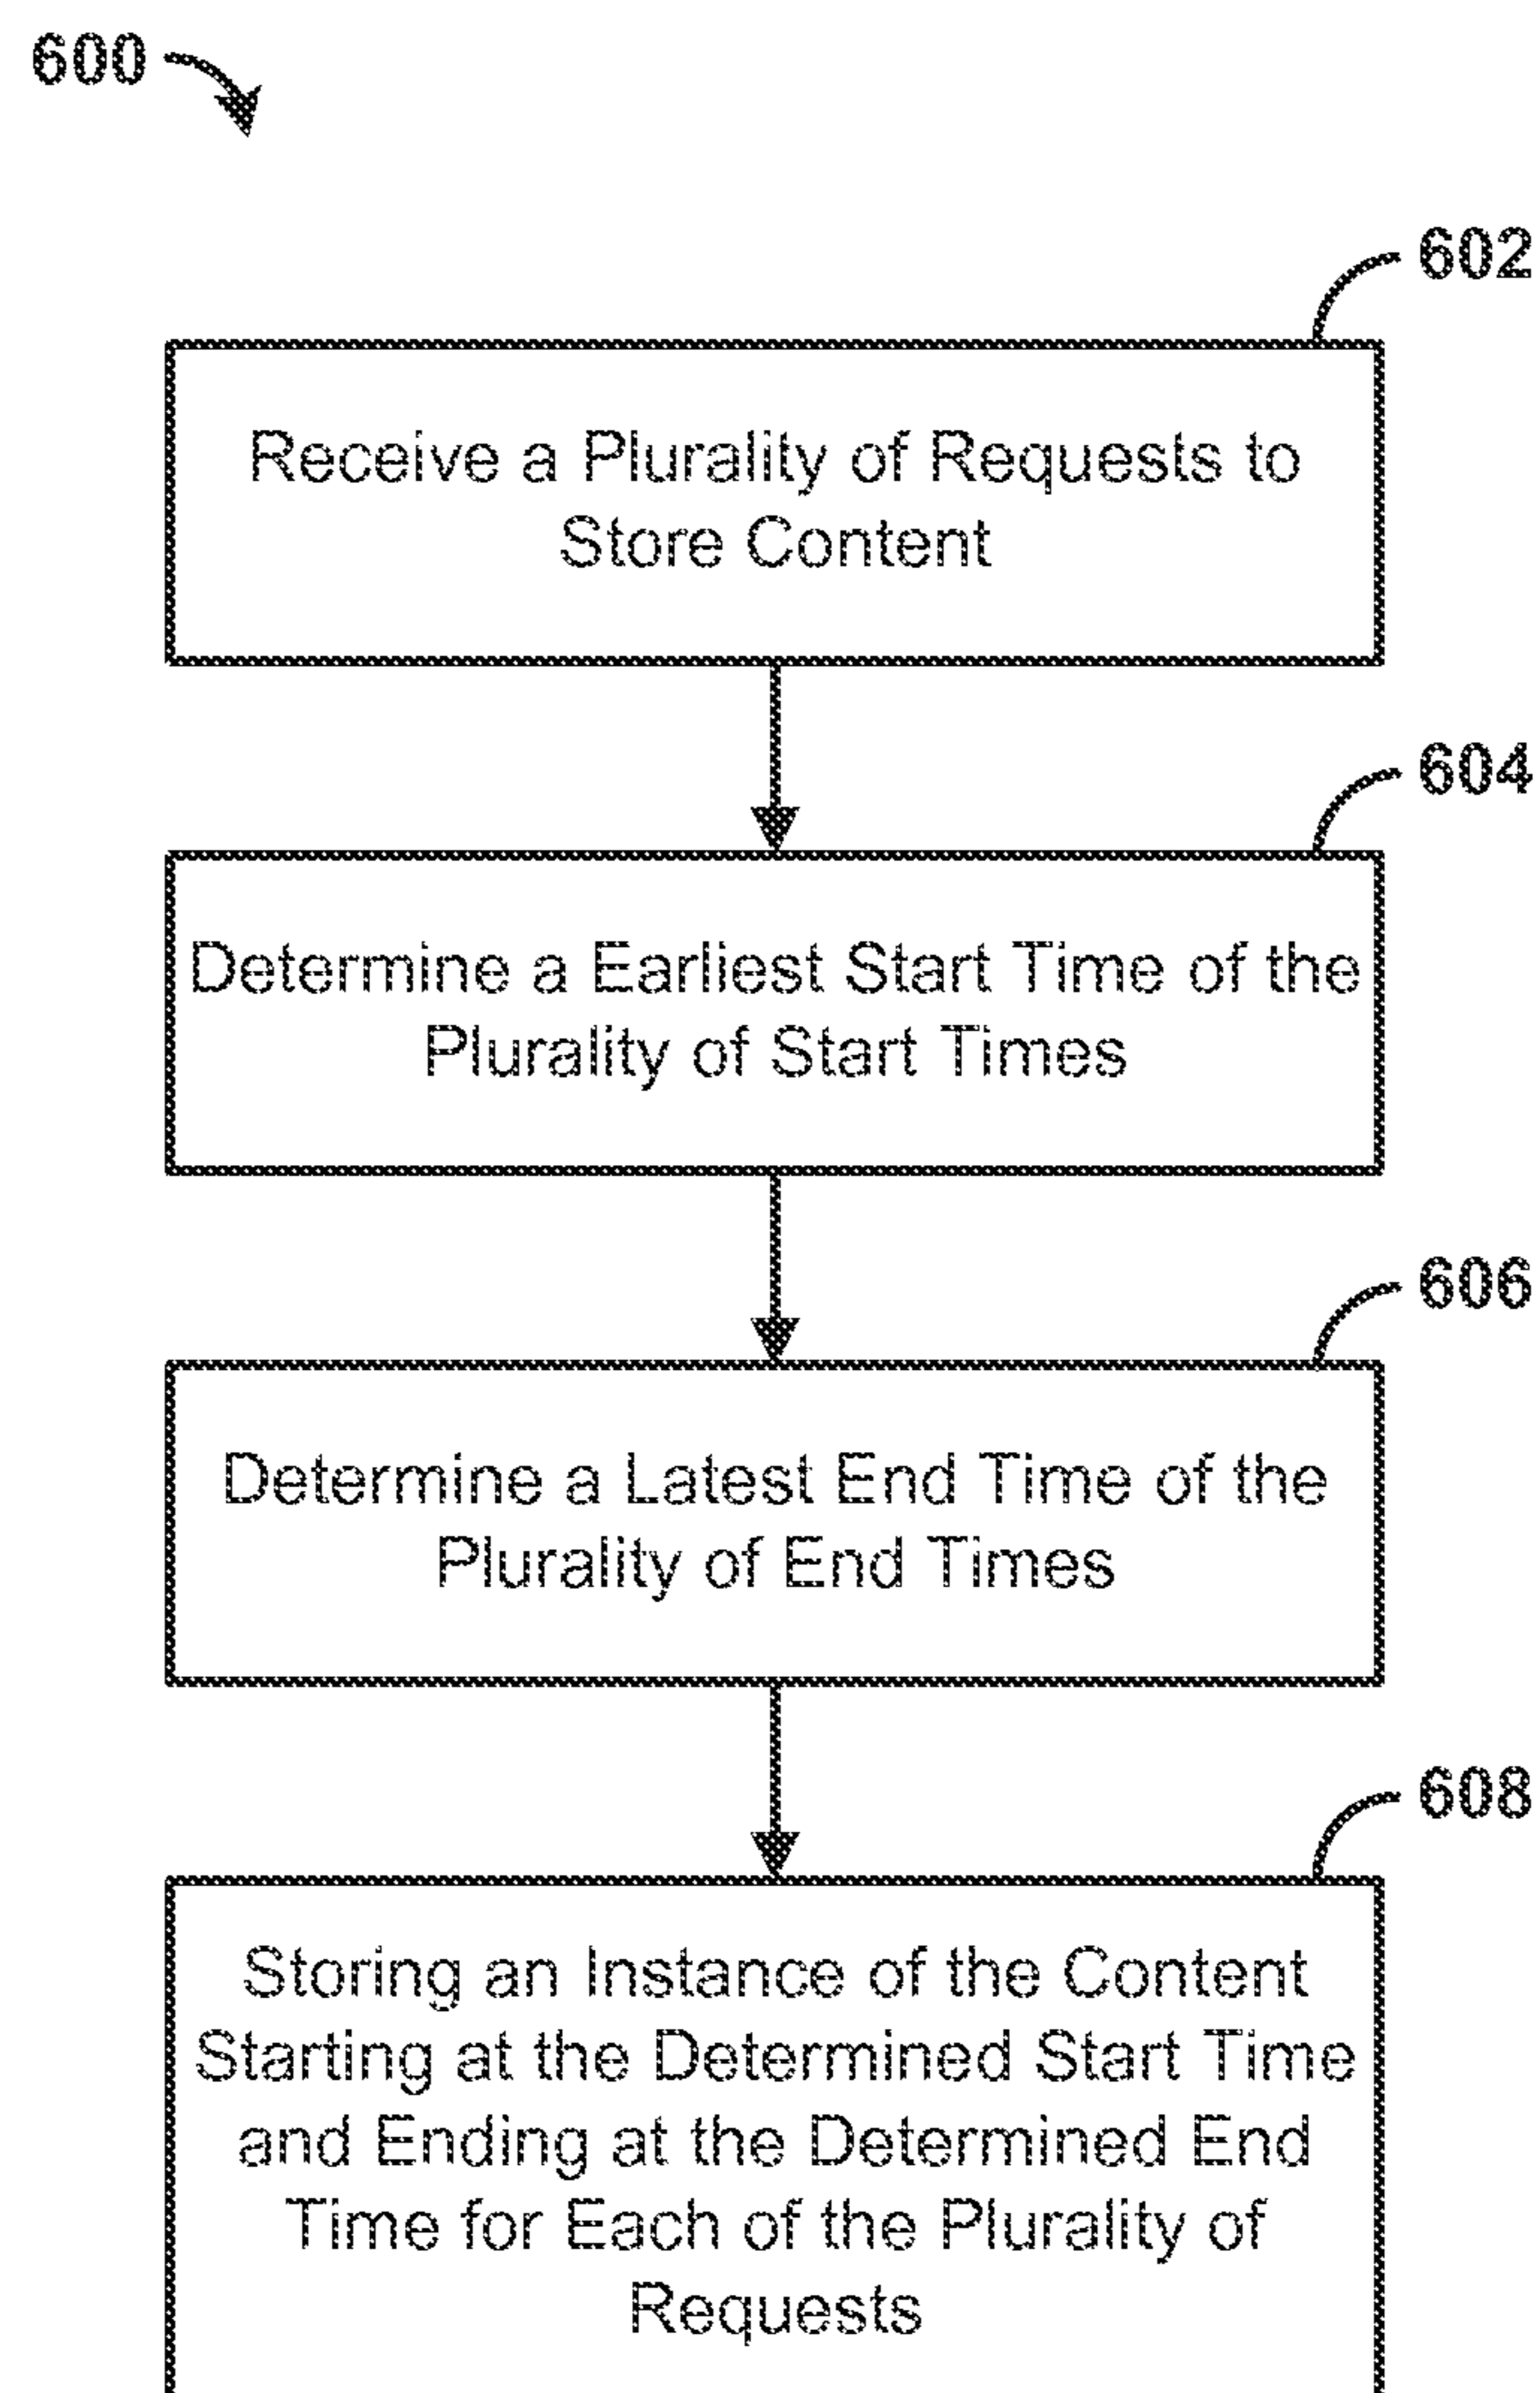 600
602
Receive a Plurality of Requests to
Store Content
604
Determine a Earliest Start Time of the
Plurality of Start Times
606
Determine a Latest End Time of the
Plurality of End Times
608
Storing an Instance of the Content
Starting at the Determined Start Time
and Ending at the Determined End
Time for Each of the Plurality of
Requests